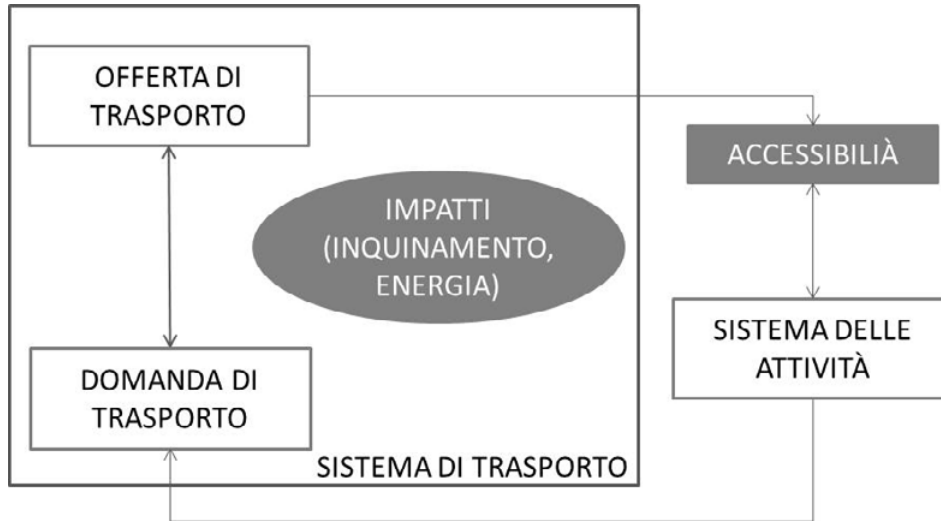 OFFERTA DI
TRASPORTO
ACCESSIBILIÀ
IMPATTI
(INQUINAMENTO,
ENERGIA)
SISTEMA DELLE
ATTIVITÀ
DOMANDA DI
TRASPORTO
SISTEMA DI TRASPORTO